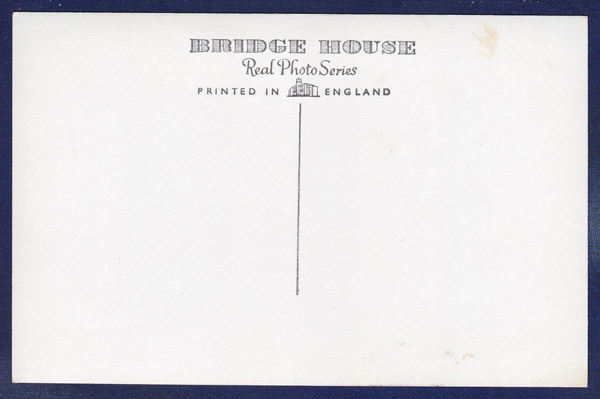 BRIDGE HOUSE
Real Photo Series
PRINTED IN ENGLAND